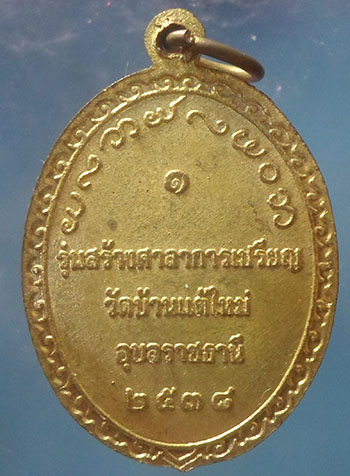 ๑
รุ่นสร้างศาลาการเปรียญ
วัดบ้านแต้ใหม่
อุบลราชธานี
๒๕๓๘